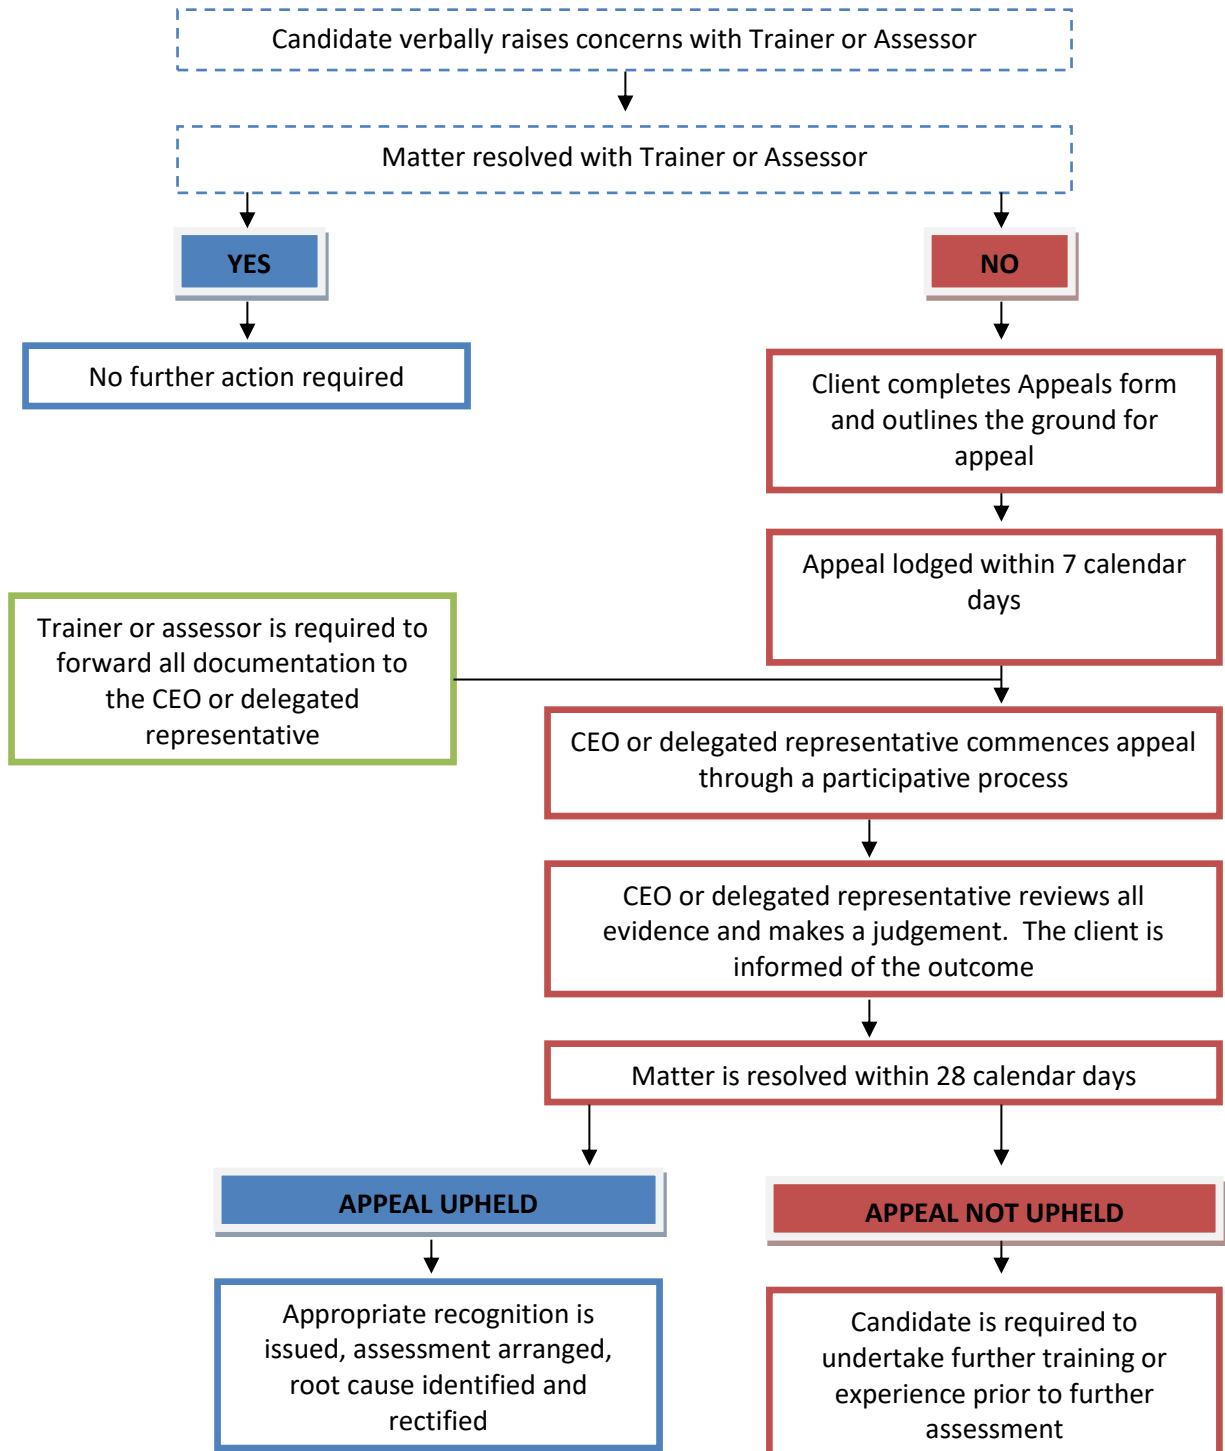 Candidate verbally raises concerns with Trainer or Assessor
Matter resolved with Trainer or Assessor
YES
NO
No further action required
Client completes Appeals form
and outlines the ground for
appeal
Appeal lodged within 7 calendar
days
Trainer or assessor is required to
forward all documentation to
the CEO or delegated
representative
CEO or delegated representative commences appeal
through a participative process
CEO or delegated representative reviews all
evidence and makes a judgement.  The client is
informed of the outcome
Matter is resolved within 28 calendar days
APPEAL UPHELD
APPEAL NOT UPHELD
Appropriate recognition is
issued, assessment arranged,
root cause identified and
rectified
Candidate is required to
undertake further training or
experience prior to further
assessment